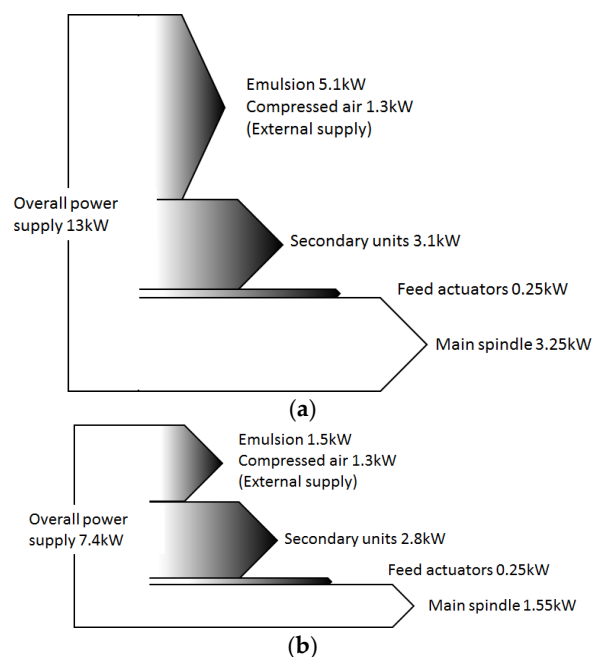 Emulsion 5.1kW
Compressed air 1.3kW
(External supply)
Overall power
supply 13kW
Secondary units 3.1kW
Feed actuators 0.25kW
Main spindle 3.25kW
(a)
Emulsion 1.5kW
Compressed air 1.3kW
(External supply)
Overall power
supply 7.4kW
Secondary units 2.8kW
Feed actuators 0.25kW
Main spindle 1.55kW
(b)